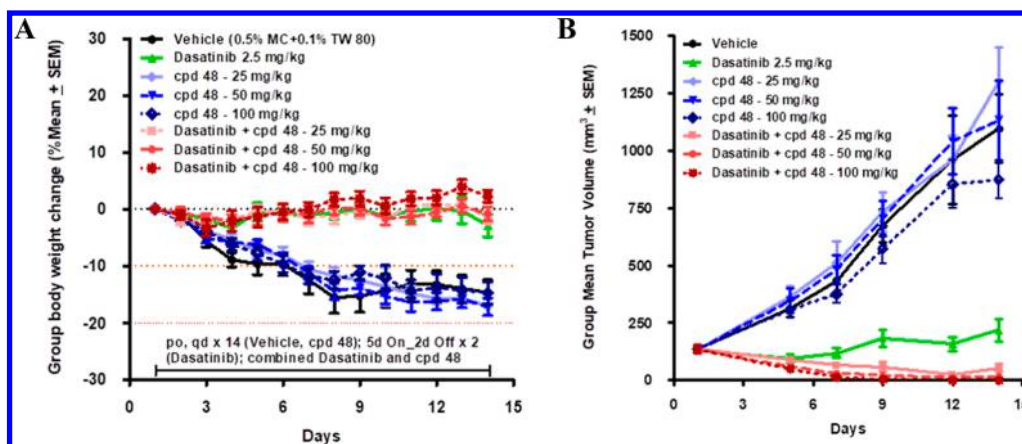 A
Group body weight change (%Mean ± SEM)
30
20
10
0
-10
-20
-30
Vehicle (0.5% MC+0.1% TW 80)
Dasatinib 2.5 mg/kg
cpd 48 - 25 mg/kg
cpd 48 - 50 mg/kg
cpd 48 - 100 mg/kg
Dasatinib + cpd 48 - 25 mg/kg
Dasatinib + cpd 48 - 50 mg/kg
Dasatinib + cpd 48 - 100 mg/kg
po, qd x 14 (Vehicle, cpd 48); 5d On_2d Off x 2
(Dasatinib); combined Dasatinib and cpd 48
0 3 6 9 12 15
Days
B
Group Mean Tumor Volume (mm³ ± SEM)
1500
1250
1000
750
500
250
0
Vehicle
Dasatinib 2.5 mg/kg
cpd 48 - 25 mg/kg
cpd 48 - 50 mg/kg
cpd 48 - 100 mg/kg
Dasatinib + cpd 48 - 25 mg/kg
Dasatinib + cpd 48 - 50 mg/kg
Dasatinib + cpd 48 - 100 mg/kg
0 3 6 9 12 15
Days